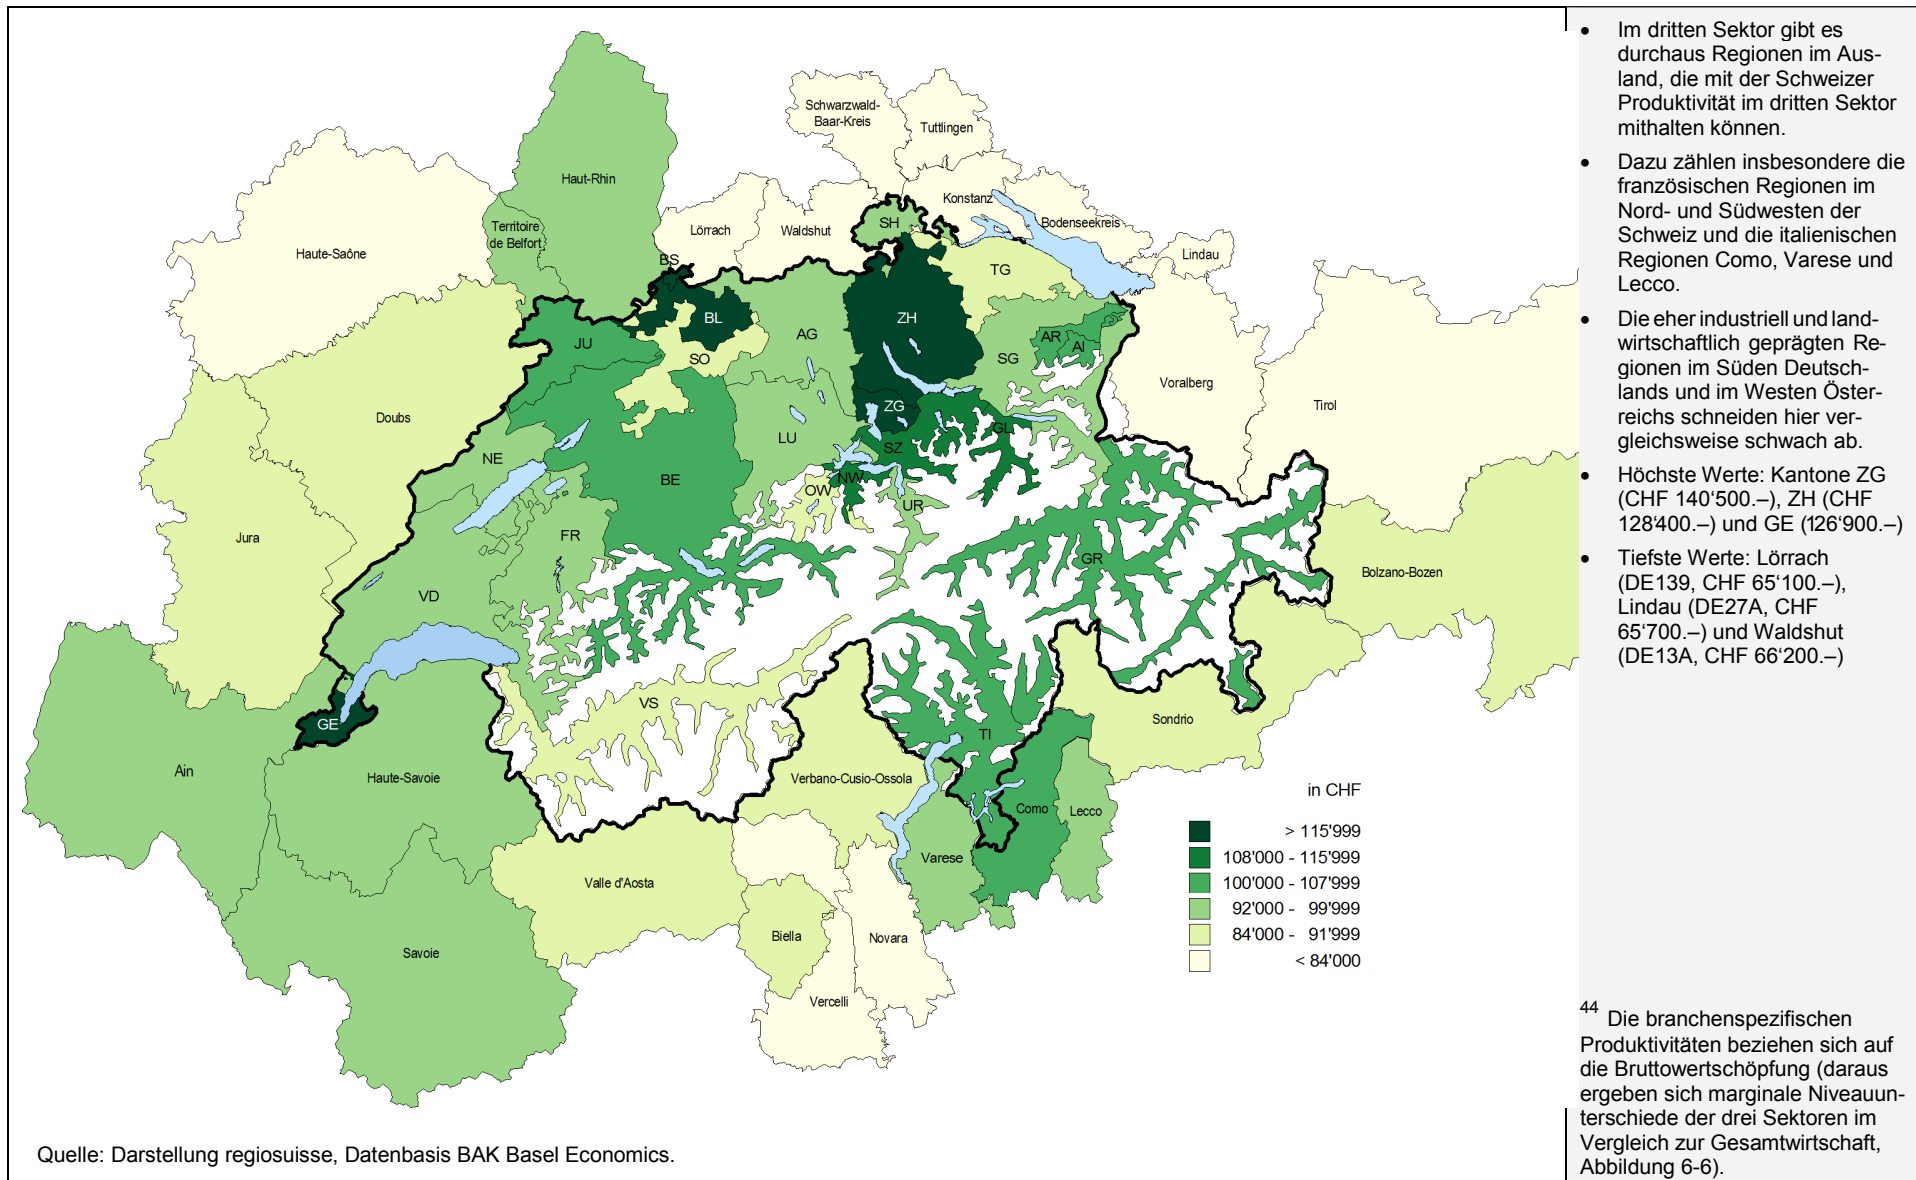 Schwarzwald-
Baar-Kreis
Tuttlingen
Haut-Rhin
Konstanz
Bodenseekreis
Territoire
de Belfort
Lörrach
Waldshut
SH
Haute-Saône
Lindau
BS
TG
BL
ZH
AG
JU
SO
AR
AI
SG
Voralberg
Tirol
Doubs
ZG
LU
GL
NE
SZ
BE
NW
OW
UR
FR
Jura
GR
Bolzano-Bozen
VD
VS
Sondrio
GE
TI
Ain
Haute-Savoie
Verbano-Cusio-Ossola
Como
Lecco
Varese
Valle d'Aosta
Biella
Novara
Savoie
Vercelli
in CHF
> 115'999
108'000 - 115'999
100'000 - 107'999
92'000 - 99'999
84'000 - 91'999
< 84'000
Quelle: Darstellung regiosuisse, Datenbasis BAK Basel Economics.
• Im dritten Sektor gibt es
durchaus Regionen im Aus-
land, die mit der Schweizer
Produktivität im dritten Sektor
mithalten können.
• Dazu zählen insbesondere die
französischen Regionen im
Nord- und Südwesten der
Schweiz und die italienischen
Regionen Como, Varese und
Lecco.
• Die eher industriell und land-
wirtschaftlich geprägten Re-
gionen im Süden Deutsch-
lands und im Westen Öster-
reichs schneiden hier ver-
gleichsweise schwach ab.
• Höchste Werte: Kantone ZG
(CHF 140‘500.–), ZH (CHF
128‘400.–) und GE (126‘900.–)
• Tiefste Werte: Lörrach
(DE139, CHF 65‘100.–),
Lindau (DE27A, CHF
65‘700.–) und Waldshut
(DE13A, CHF 66‘200.–)
44 Die branchenspezifischen
Produktivitäten beziehen sich auf
die Bruttowertschöpfung (daraus
ergeben sich marginale Niveauun-
terschiede der drei Sektoren im
Vergleich zur Gesamtwirtschaft,
Abbildung 6-6).